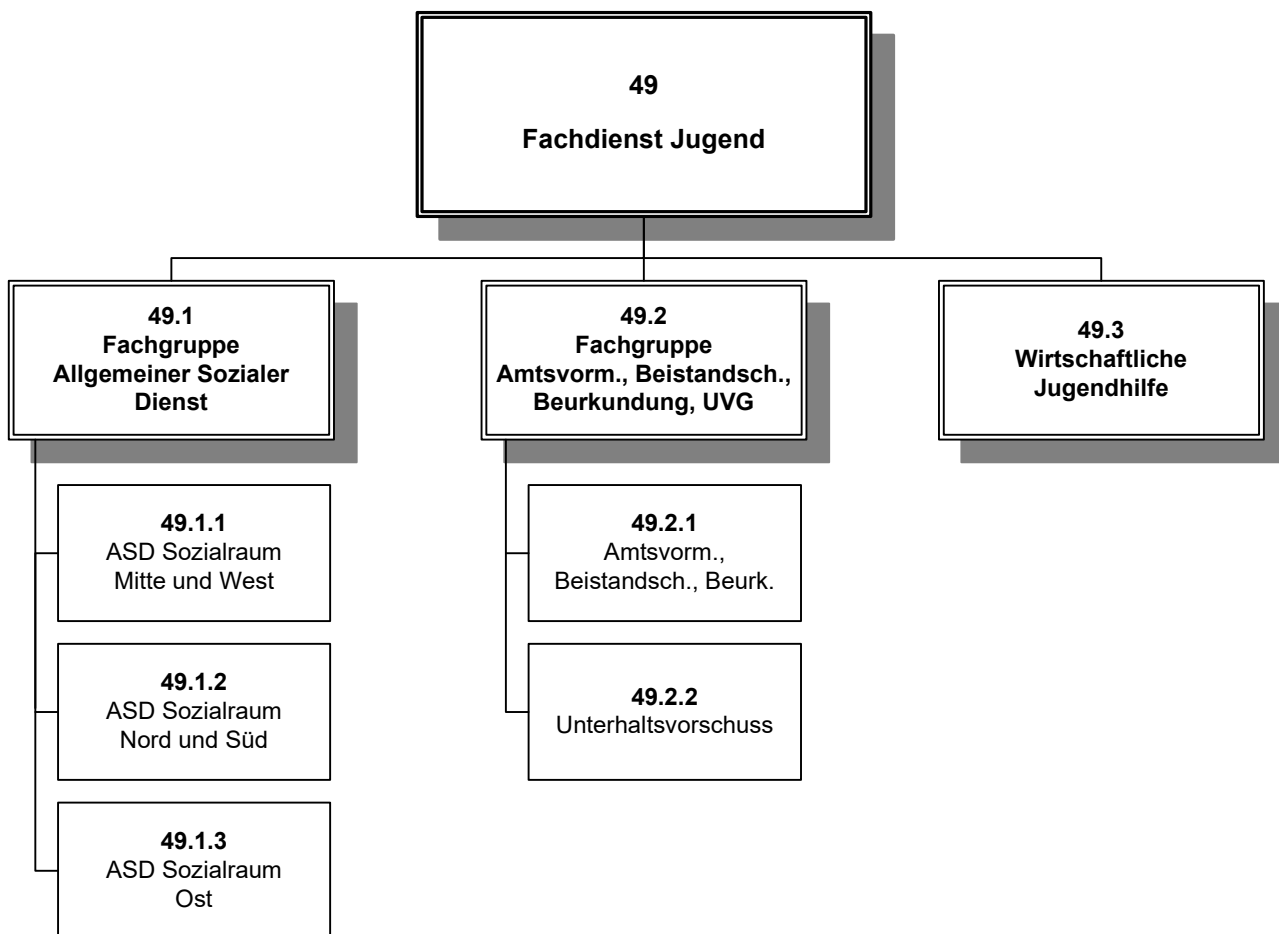 49
Fachdienst Jugend
49.1
Fachgruppe
Allgemeiner Sozialer
Dienst
49.2
Fachgruppe
Amtsvorm., Beistandsch.,
Beurkundung, UVG
49.3
Wirtschaftliche
Jugendhilfe
49.1.1
ASD Sozialraum
Mitte und West
49.1.2
ASD Sozialraum
Nord und Süd
49.1.3
ASD Sozialraum
Ost
49.2.1
Amtsvorm.,
Beistandsch., Beurk.
49.2.2
Unterhaltsvorschuss